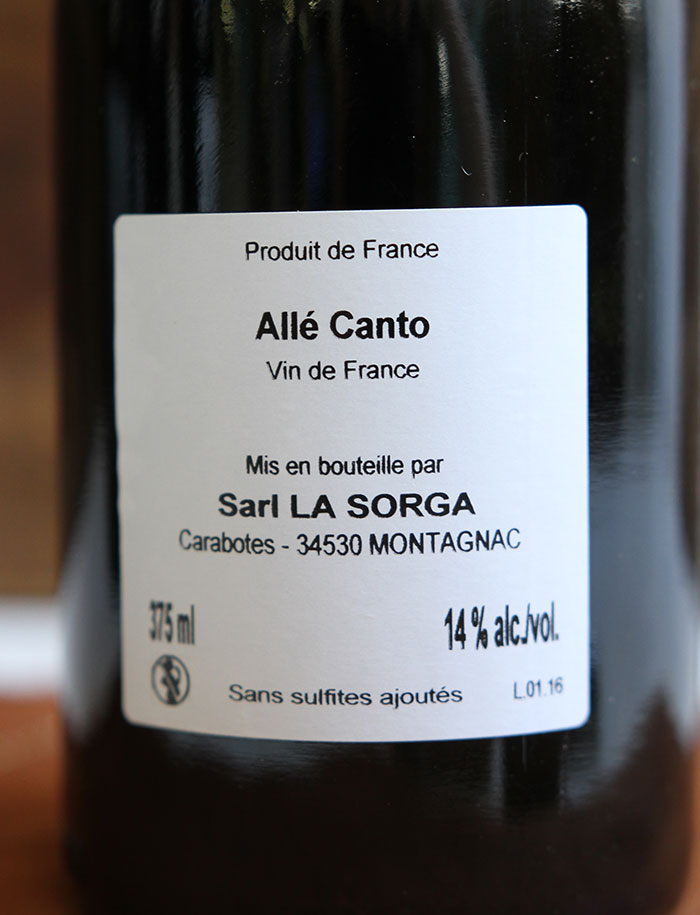 Produit de France
Allé Canto
Vin de France
Mis en bouteille par
Sarl LA SORGA
Carabotes - 34530 MONTAGNAC
375 ml
14 % alc./vol.
Sans sulfites ajoutés
L.01.16